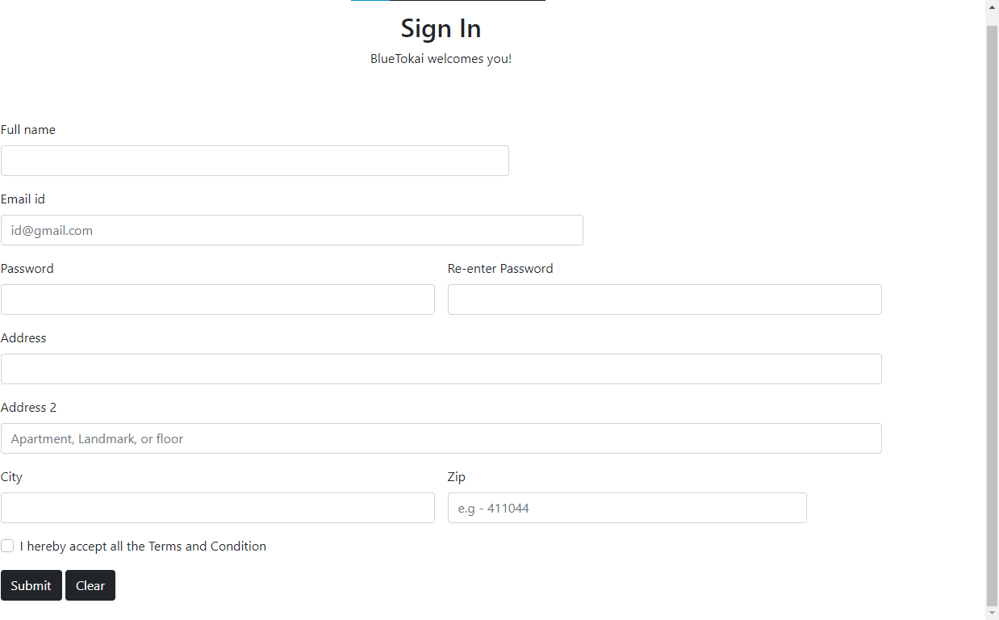 Sign In
BlueTokai welcomes you!
Full name
Email id
id@gmail.com
Password Re-enter Password
Address
Address 2
Apartment, Landmark, or floor
City Zip
e.g - 411044
I hereby accept all the Terms and Condition
Submit Clear